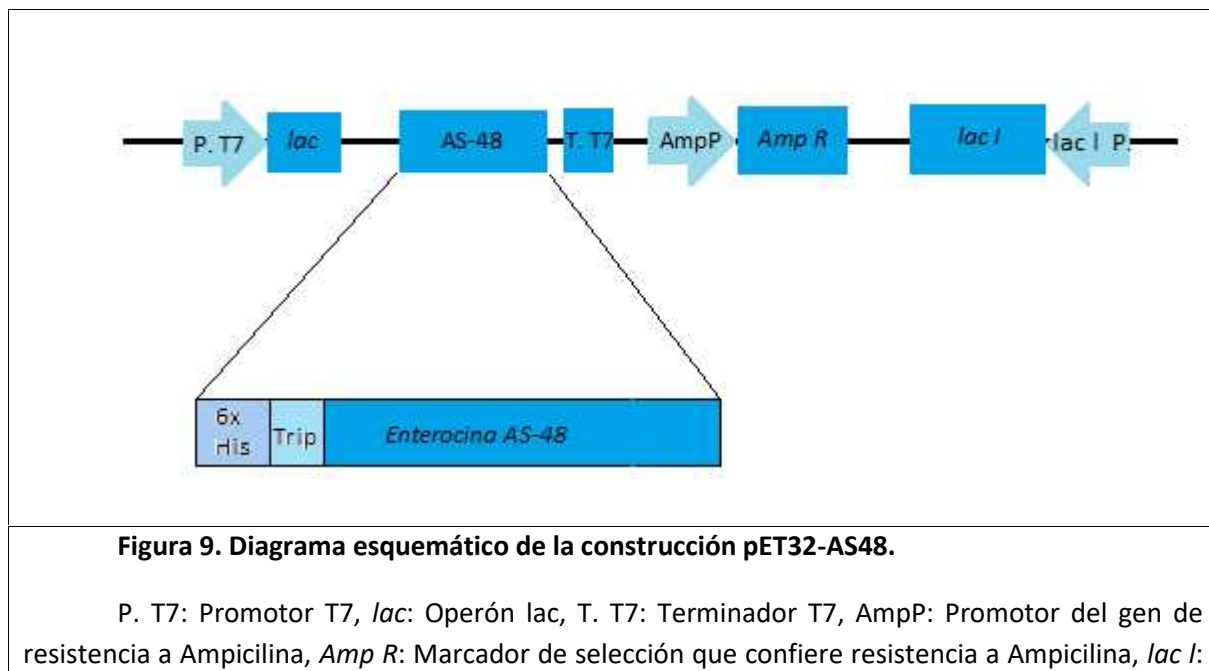 P. T7
lac
AS-48
T. T7
AmpP
Amp R
lac I
lac I P.
6x
His
Trip
Enterocina AS-48
Figura 9. Diagrama esquemático de la construcción pET32-AS48.
P. T7: Promotor T7, lac: Operón lac, T. T7: Terminador T7, AmpP: Promotor del gen de
resistencia a Ampicilina, Amp R: Marcador de selección que confiere resistencia a Ampicilina, lac I: